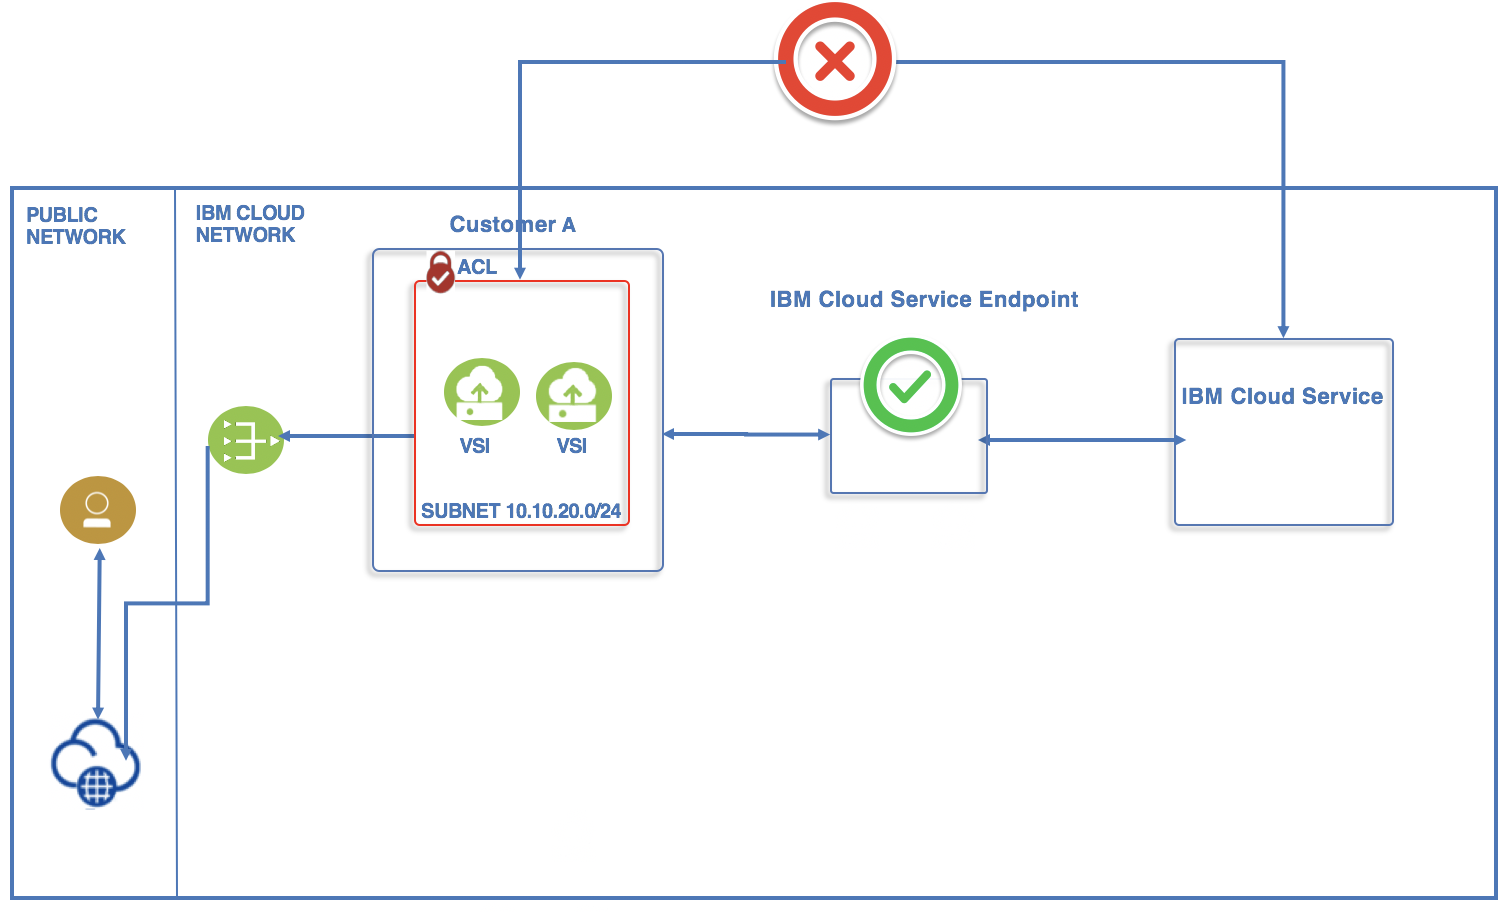 PUBLIC
NETWORK
IBM CLOUD
NETWORK
Customer A
ACL
VSI
VSI
SUBNET 10.10.20.0/24
IBM Cloud Service Endpoint
IBM Cloud Service